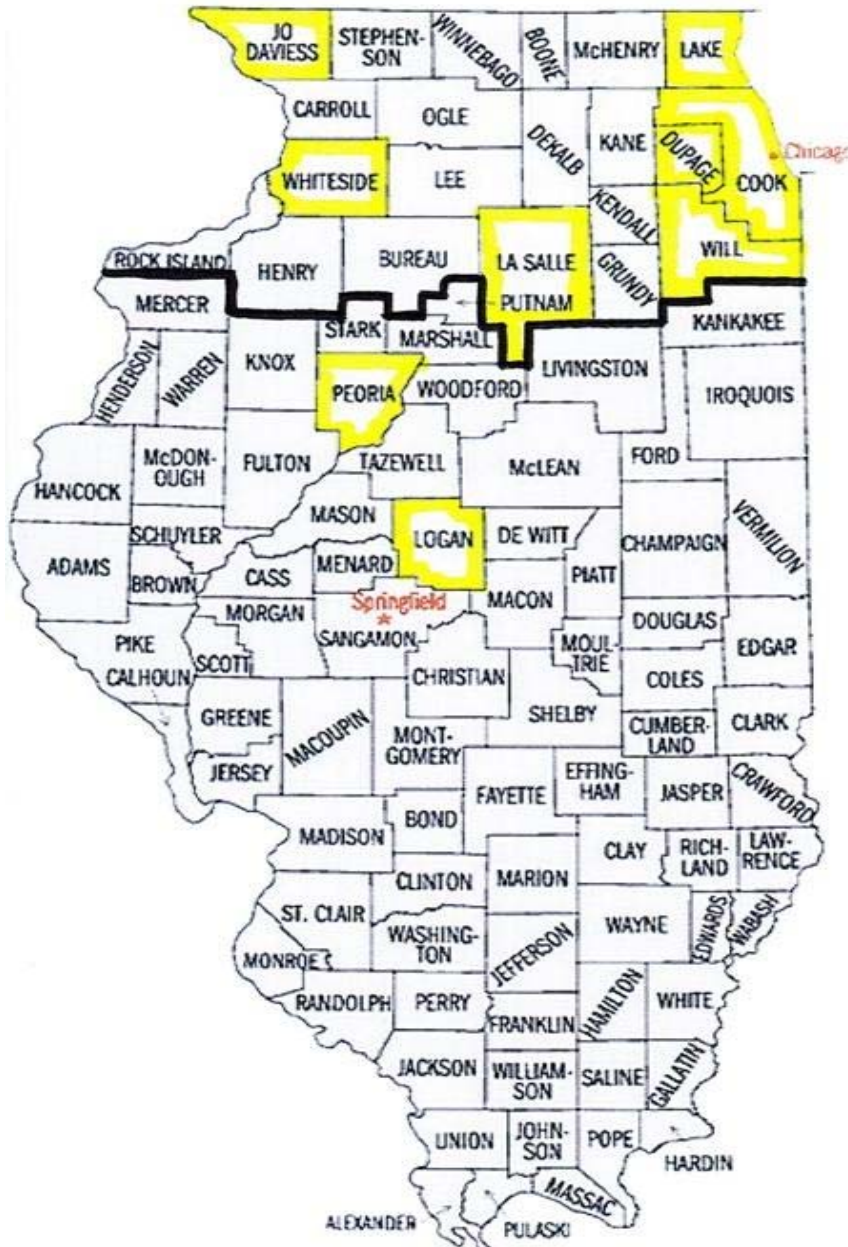 JO
DAVIESS
STEPHEN-
SON
WINNEBAGO
BOONE
McHENRY
LAKE
CARROLL
OGLE
DEKALB
KANE
DUPAGE
COOK
Chicago
WHITESIDE
LEE
KENDALL
WILL
ROCK ISLAND
HENRY
BUREAU
LA SALLE
GRUNDY
MERCER
PUTNAM
KANKAKEE
STARK
MARSHALL
HENDERSON
WARREN
KNOX
PEORIA
WOODFORD
LIVINGSTON
IROQUOIS
HANCOCK
McDON-
OUGH
FULTON
TAZEWELL
McLEAN
FORD
MASON
LOGAN
DE WITT
CHAMPAIGN
VERMILION
SCHUYLER
ADAMS
BROWN
CASS
MENARD
PIATT
Springfield
MACON
MORGAN
SANGAMON
DOUGLAS
PIKE
SCOTT
CHRISTIAN
MOUL-
TRIE
EDGAR
CALHOUN
COLES
GREENE
MACOUPIN
MONT-
GOMERY
SHELBY
CUMBER-
LAND
CLARK
JERSEY
FAYETTE
EFFING-
HAM
JASPER
CRAWFORD
MADISON
BOND
CLAY
RICH-
LAND
LAW-
RENCE
CLINTON
MARION
ST. CLAIR
WASHING-
TON
JEFFERSON
WAYNE
EDWARDS
WABASH
MONROE
RANDOLPH
PERRY
HAMILTON
WHITE
FRANKLIN
JACKSON
WILLIAM-
SON
SALINE
GALLATIN
UNION
JOHN-
SON
POPE
HARDIN
MASSAC
ALEXANDER
PULASKI